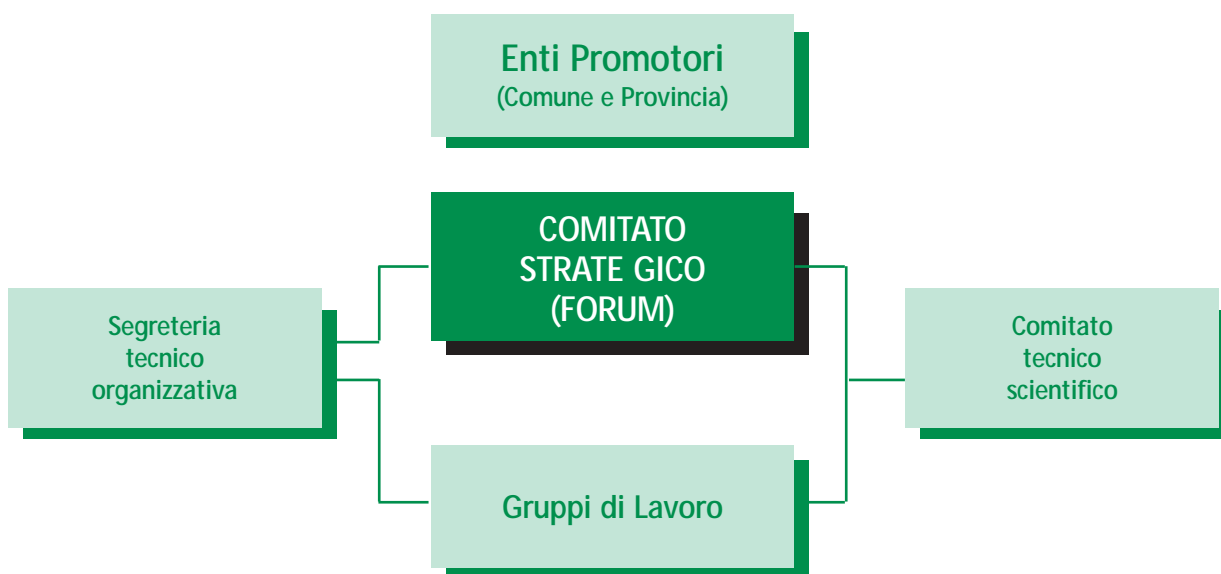 Enti Promotori
(Comune e Provincia)
COMITATO
STRATE GICO
(FORUM)
Segreteria
tecnico
organizzativa
Comitato
tecnico
scientifico
Gruppi di Lavoro